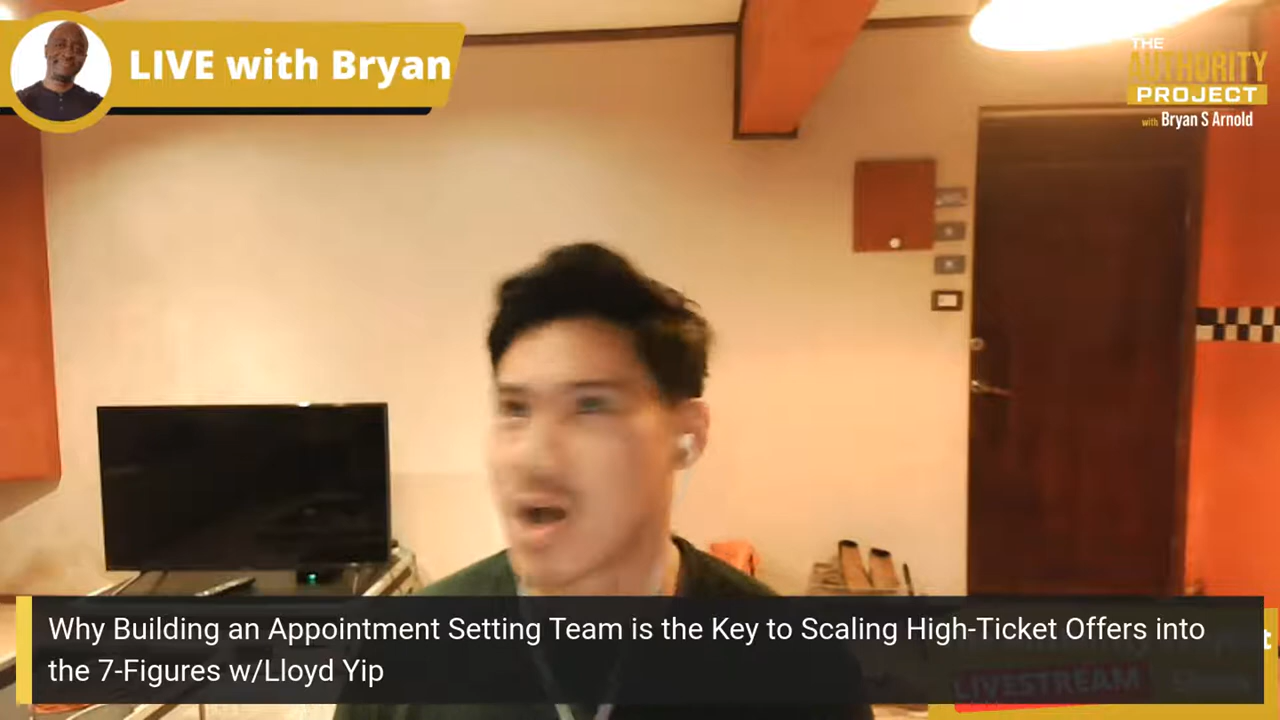 LIVE with Bryan
THE
AUTHORITY
PROJECT
with Bryan S Arnold
Why Building an Appointment Setting Team is the Key to Scaling High-Ticket Offers into
the 7-Figures w/Lloyd Yip
LIVESTREAM